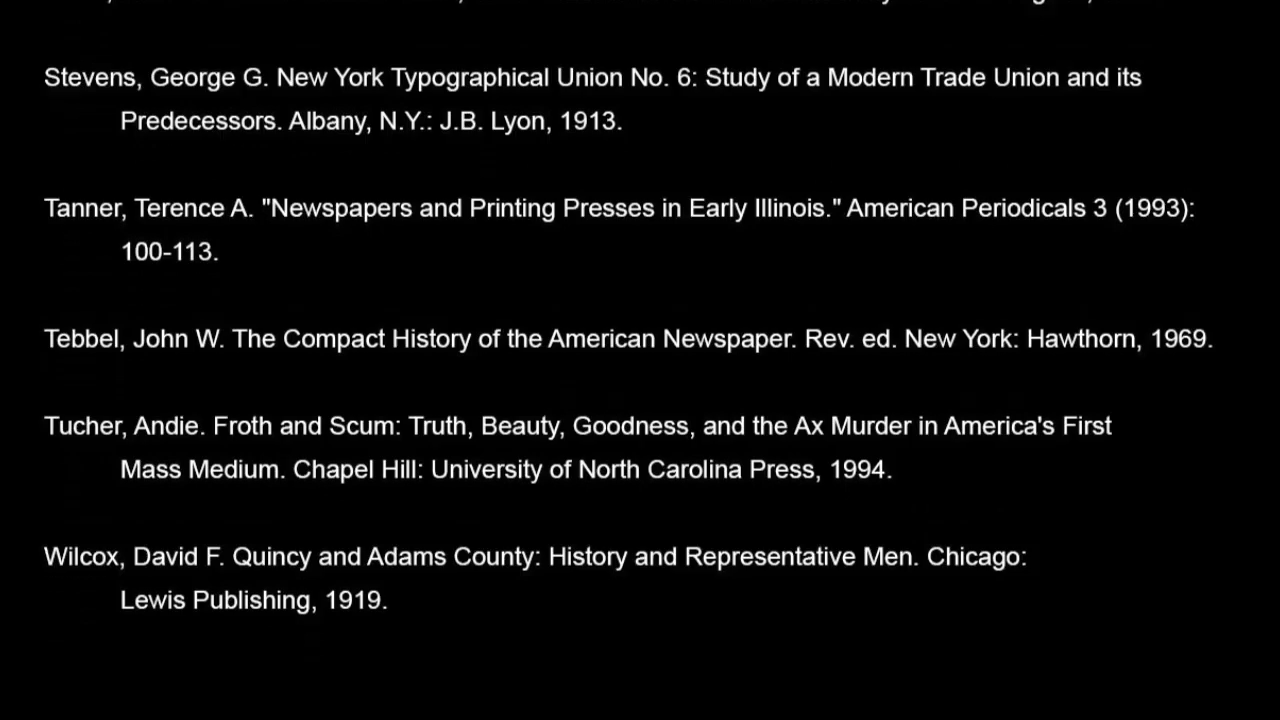 Stevens, George G. New York Typographical Union No. 6: Study of a Modern Trade Union and its
Predecessors. Albany, N.Y.: J.B. Lyon, 1913.
Tanner, Terence A. "Newspapers and Printing Presses in Early Illinois." American Periodicals 3 (1993):
100-113.
Tebbel, John W. The Compact History of the American Newspaper. Rev. ed. New York: Hawthorn, 1969.
Tucher, Andie. Froth and Scum: Truth, Beauty, Goodness, and the Ax Murder in America's First
Mass Medium. Chapel Hill: University of North Carolina Press, 1994.
Wilcox, David F. Quincy and Adams County: History and Representative Men. Chicago:
Lewis Publishing, 1919.